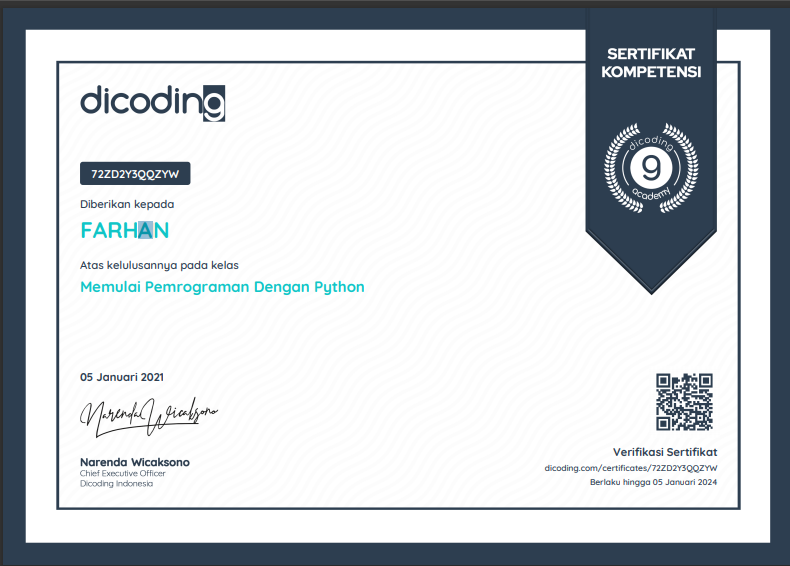 SERTIFIKAT
KOMPETENSI
dicoding
dicoding
9
academy
72ZD2Y3QQZYW
Diberikan kepada
FARHAN
Atas kelulusannya pada kelas
Memulai Pemrograman Dengan Python
05 Januari 2021
Narenda Wicaksono
Narenda Wicaksono
Chief Executive Officer
Dicoding Indonesia
Verifikasi Sertifikat
dicoding.com/certificates/72ZD2Y3QQZYW
Berlaku hingga 05 Januari 2024